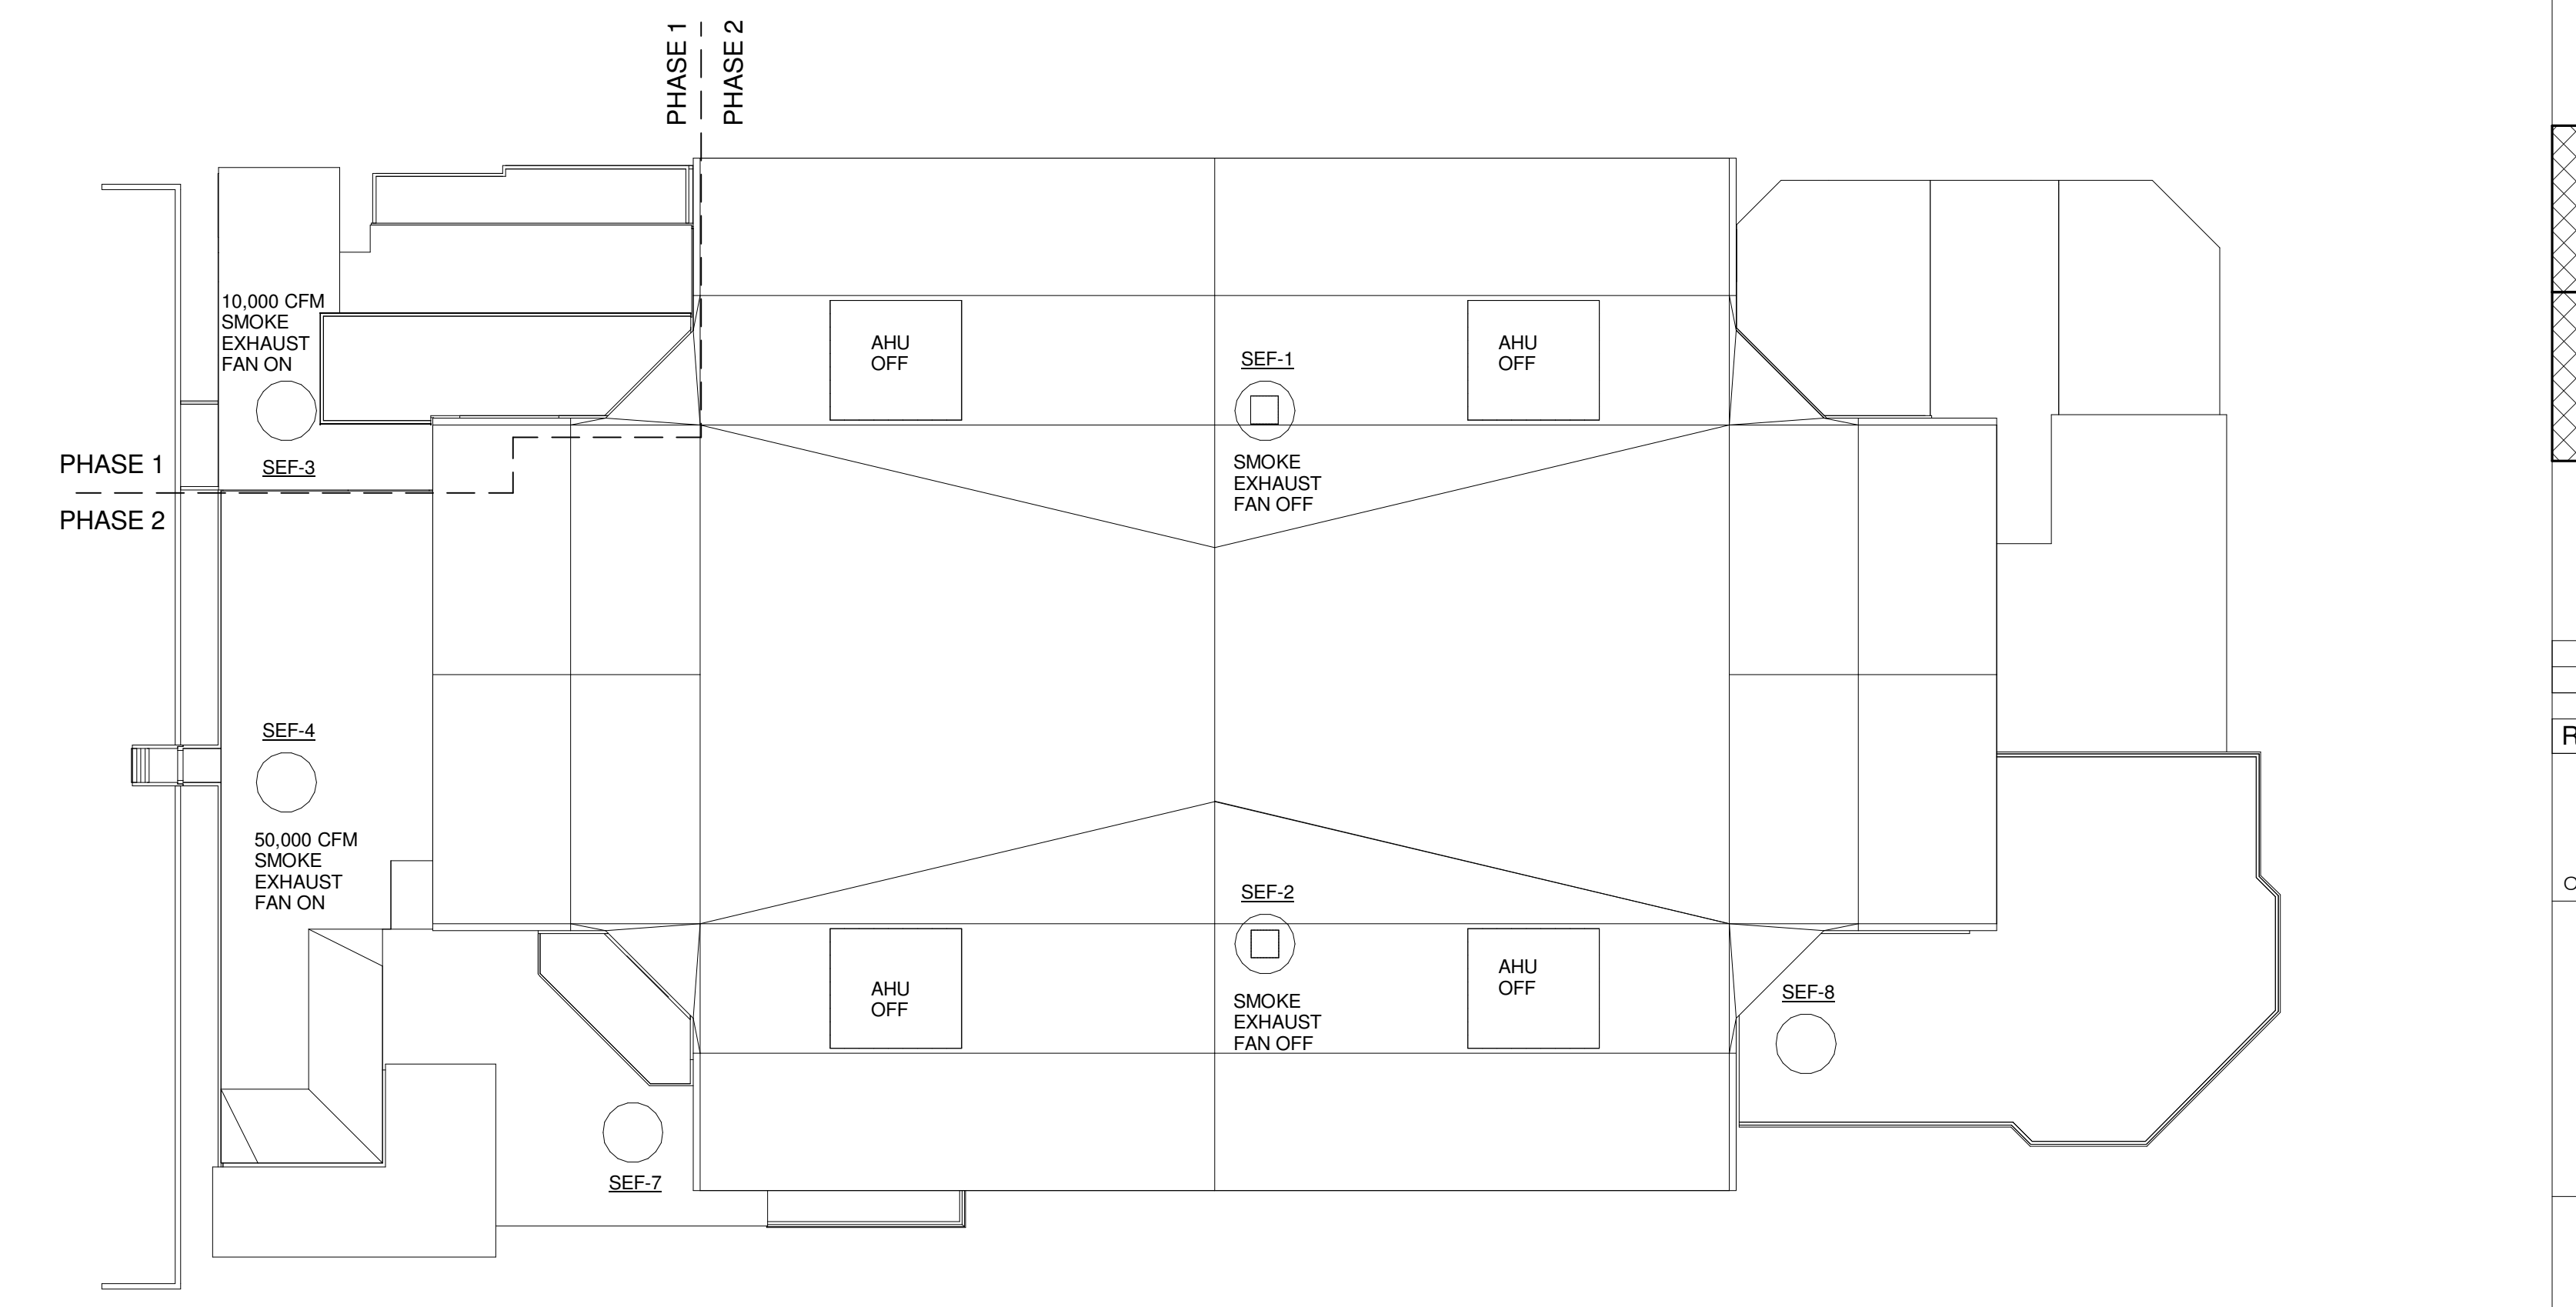 PHASE 1
PHASE 2
10,000 CFM
SMOKE
EXHAUST
FAN ON
SEF-3
PHASE 1
PHASE 2
AHU
OFF
SEF-1
SMOKE
EXHAUST
FAN OFF
AHU
OFF
SEF-4
50,000 CFM
SMOKE
EXHAUST
FAN ON
SEF-2
SMOKE
EXHAUST
FAN OFF
AHU
OFF
AHU
OFF
SEF-8
SEF-7